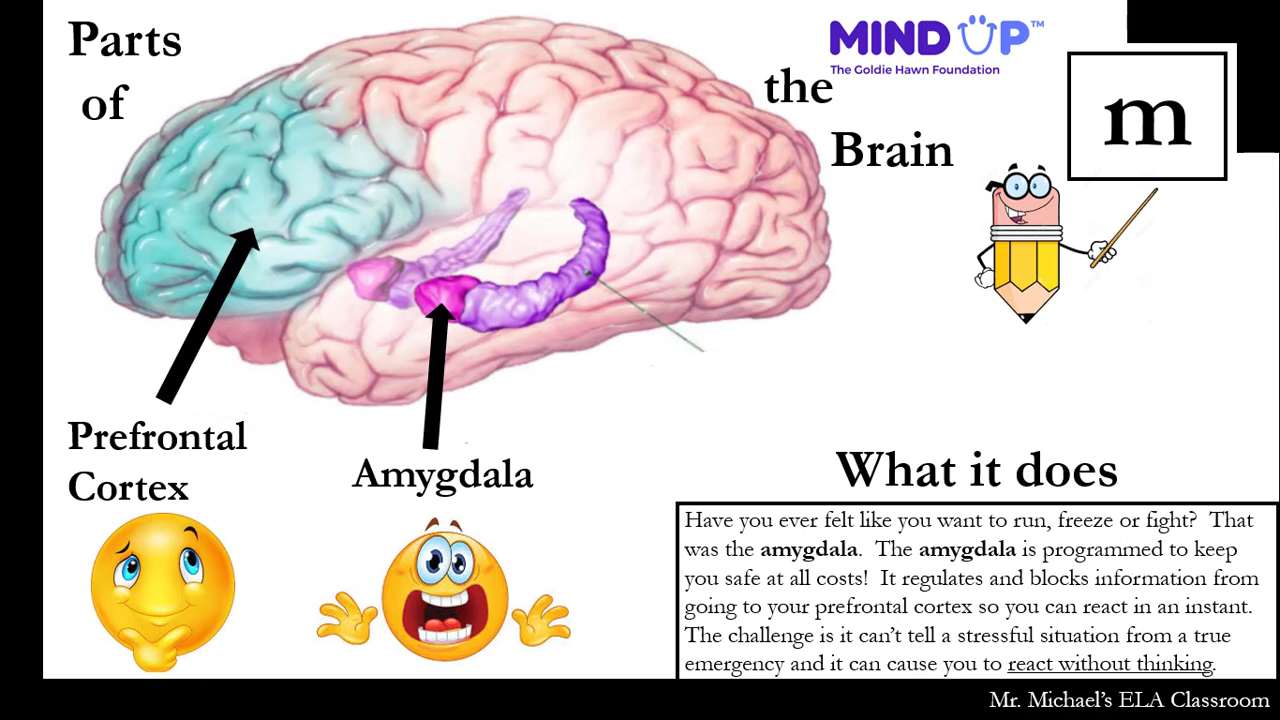 Parts
of
the
Brain
MIND UP™
The Goldie Hawn Foundation
m
Prefrontal
Cortex
Amygdala
What it does
Have you ever felt like you want to run, freeze or fight?  That
was the amygdala.  The amygdala is programmed to keep
you safe at all costs!  It regulates and blocks information from
going to your prefrontal cortex so you can react in an instant.
The challenge is it can't tell a stressful situation from a true
emergency and it can cause you to react without thinking.
Mr. Michael's ELA Classroom